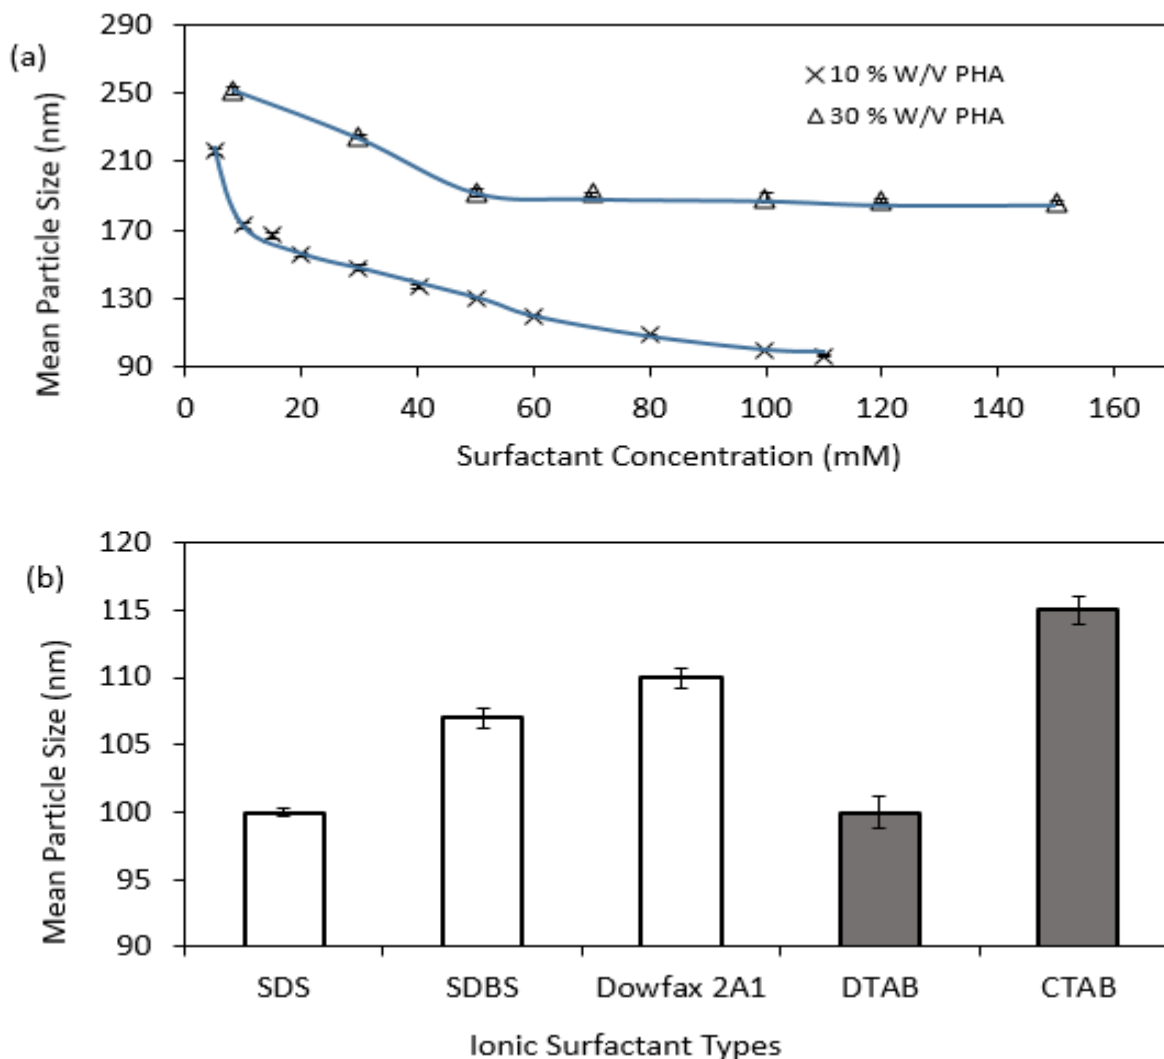 (a)
Mean Particle Size (nm)
290
250
210
170
130
90
10 % W/V PHA
30 % W/V PHA
0 20 40 60 80 100 120 140 160
Surfactant Concentration (mM)
(b)
Mean Particle Size (nm)
120
115
110
105
100
95
90
SDS SDBS Dowfax 2A1 DTAB CTAB
Ionic Surfactant Types